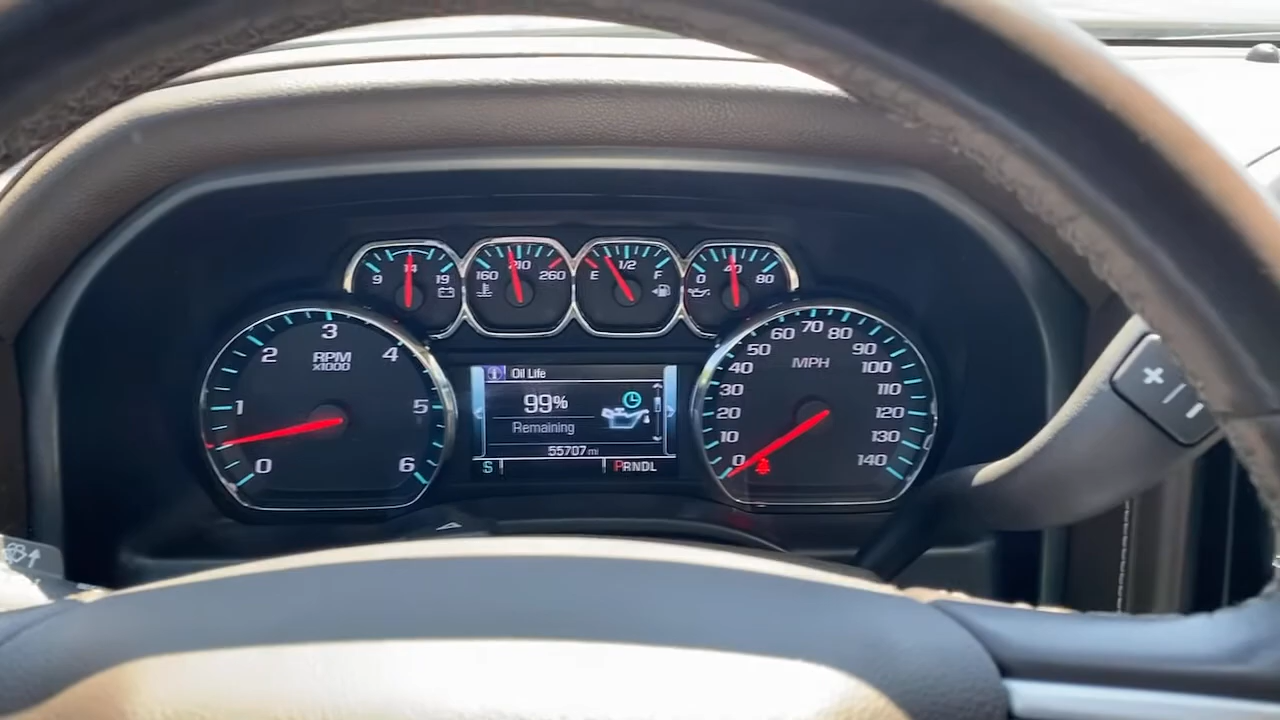 9 14 19
160 210 260
E 1/2 F
0 40 80
0 1 2 3 4 5 6
RPM
x1000
0 10 20 30 40 50 60 70 80 90 100 110 120 130 140
MPH
Oil Life
99%
Remaining
55707 mi
S PRNDL
+